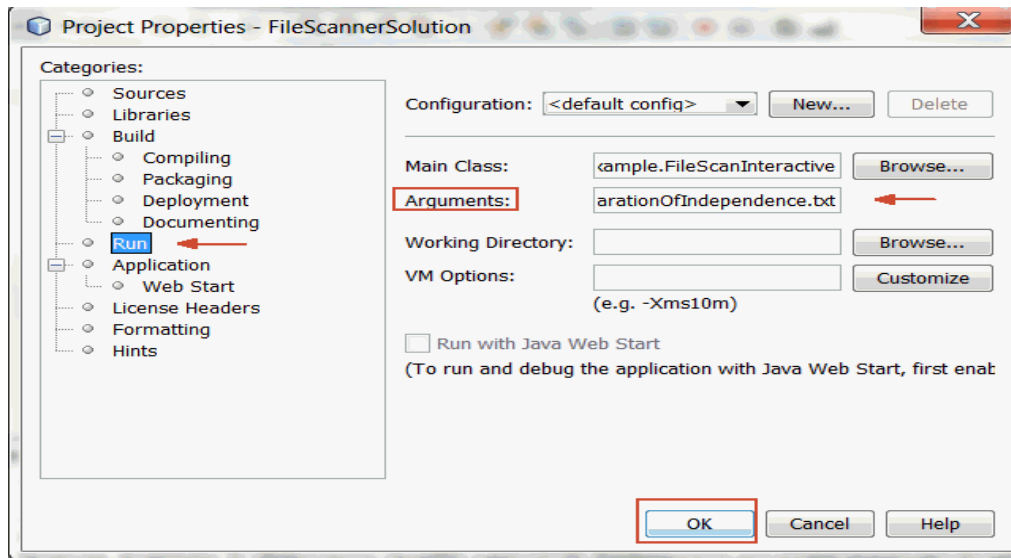 Project Properties - FileScannerSolution
Categories:
Sources
Libraries
Build
Compiling
Packaging
Deployment
Documenting
Run
Application
Web Start
License Headers
Formatting
Hints
Configuration: <default config> New... Delete
Main Class: xample.FileScanInteractive Browse...
Arguments: arationOfIndependence.txt
Working Directory: Browse...
VM Options: Customize
(e.g. -Xms10m)
Run with Java Web Start
(To run and debug the application with Java Web Start, first enab
OK Cancel Help